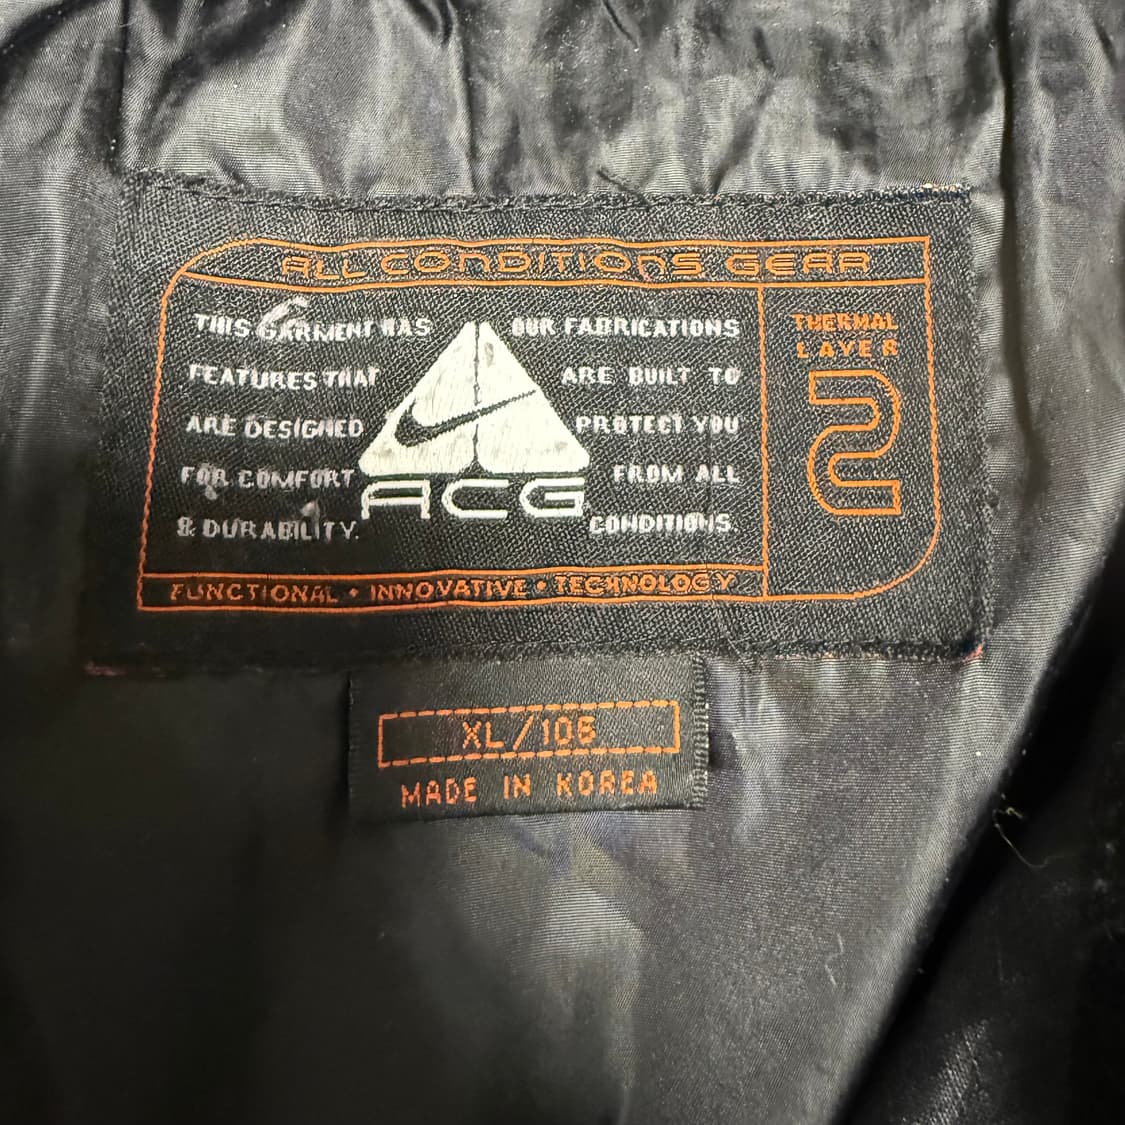 ALL CONDITIONS GEAR
THIS GARMENT HAS
FEATURES THAT
ARE DESIGNED
FOR COMFORT
& DURABILITY.
ACG
OUR FABRICATIONS
ARE BUILT TO
PROTECT YOU
FROM ALL
CONDITIONS.
THERMAL
LAYER
2
FUNCTIONAL • INNOVATIVE • TECHNOLOGY
XL/106
MADE IN KOREA